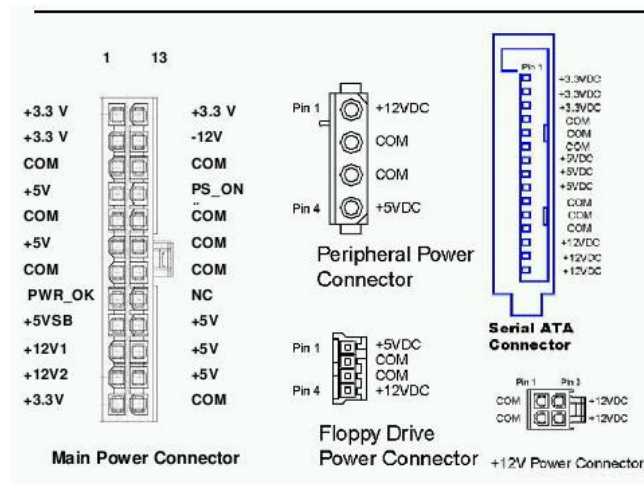 1 13
+3.3 V +3.3 V
+3.3 V -12V
COM COM
+5V PS_ON
COM COM
+5V COM
COM COM
PWR_OK NC
+5VSB +5V
+12V1 +5V
+12V2 +5V
+3.3V COM
Main Power Connector
Pin 1 +12VDC
COM
COM
Pin 4 +5VDC
Peripheral Power
Connector
Pin 1 +5VDC
COM
COM
Pin 4 +12VDC
Floppy Drive
Power Connector
Pin 1
+3.3VDC
+3.3VDC
+3.3VDC
COM
COM
COM
+5VDC
+5VDC
+5VDC
COM
COM
COM
+12VDC
+12VDC
+12VDC
Serial ATA
Connector
Pin 1 Pin 3
COM +12VDC
COM +12VDC
+12V Power Connector